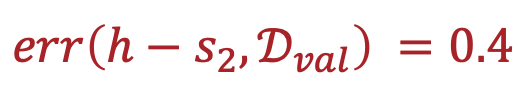 err(h − s₂, 𝒟ᵥₐₗ) = 0.4